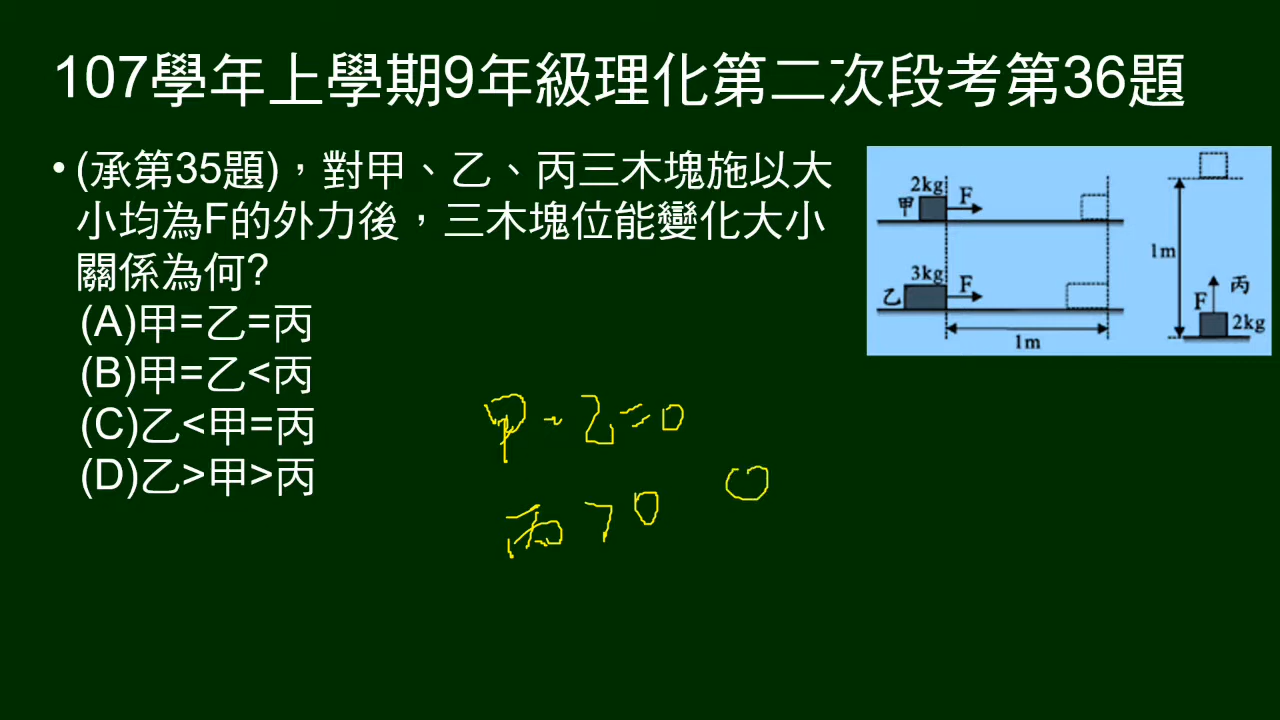 107學年上學期9年級理化第二次段考第36題
•(承第35題)，對甲、乙、丙三木塊施以大
小均為F的外力後，三木塊位能變化大小
關係為何?
(A)甲=乙=丙
(B)甲=乙<丙
(C)乙<甲=丙
(D)乙>甲>丙
2kg
甲
F
3kg
乙
F
1m
1m
F
丙
2kg
甲、乙=0
丙>0